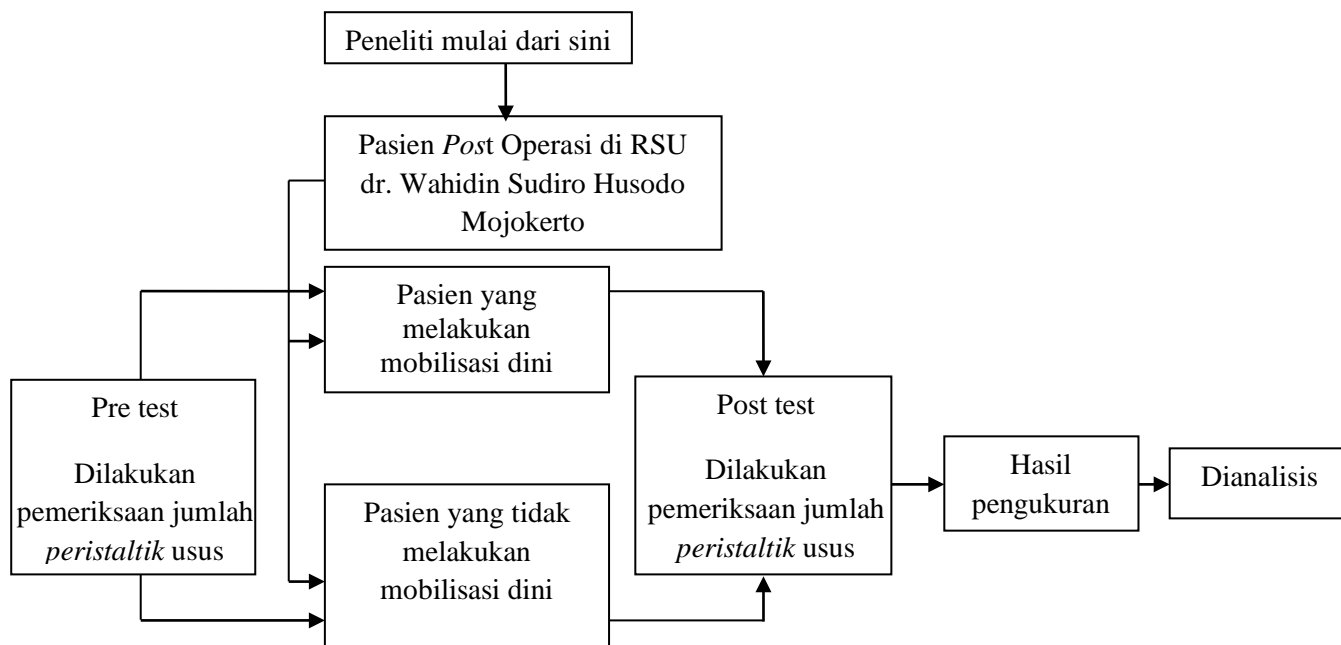 Peneliti mulai dari sini
Pasien Post Operasi di RSU
dr. Wahidin Sudiro Husodo
Mojokerto
Pasien yang
melakukan
mobilisasi dini
Pre test
Dilakukan
pemeriksaan jumlah
peristaltik usus
Pasien yang tidak
melakukan
mobilisasi dini
Post test
Dilakukan
pemeriksaan jumlah
peristaltik usus
Hasil
pengukuran
Dianalisis